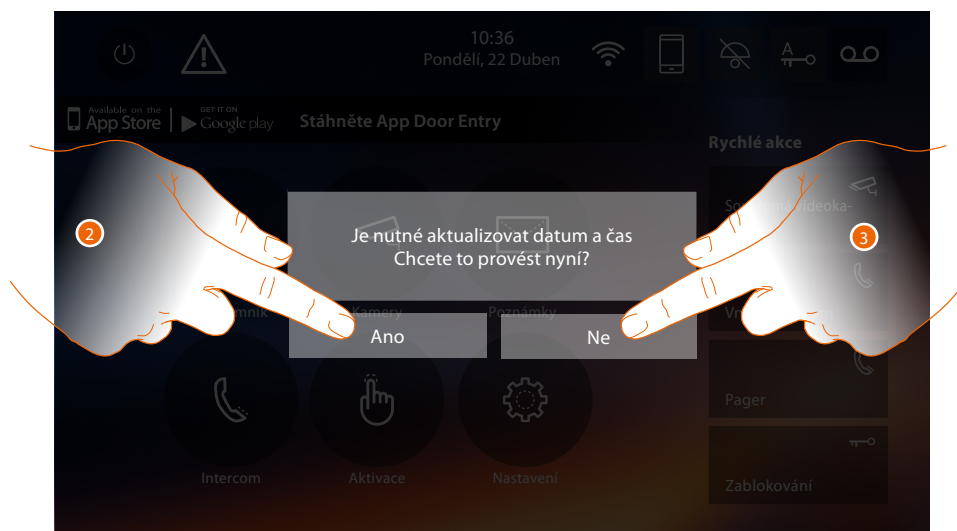 10:36
Pondělí, 22 Duben
A
Available on the
App Store
GET IT ON
Google play
Stáhněte App Door Entry
Rychlé akce
2
Je nutné aktualizovat datum a čas
Chcete to provést nyní?
3
Kamery
Poznámky
Ano
Ne
Pager
Intercom
Aktivace
Nastavení
Zablokování